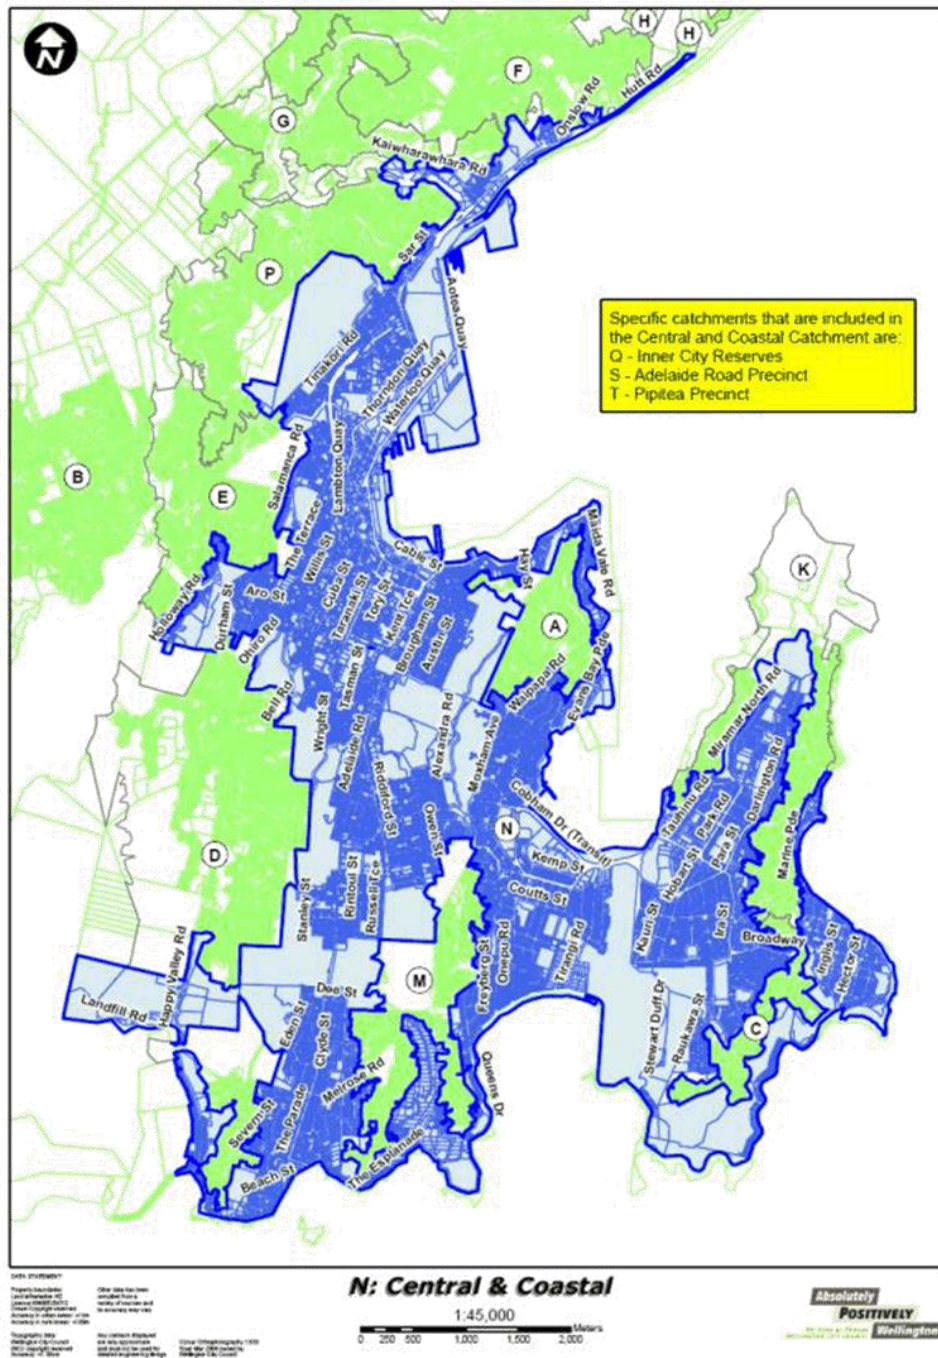 N
H
H
F
Hutt Rd
Onslow Rd
G
Kaiwharawhara Rd
Sar St
P
Aotea Quay
Specific catchments that are included in
the Central and Coastal Catchment are:
Q - Inner City Reserves
S - Adelaide Road Precinct
T - Pipitea Precinct
Tinakori Rd
Thorndon Quay
Waterloo Quay
Salamanca Rd
Lambton Quay
B
E
The Terrace
Willis St
Cable St
Hay St
Maida Vale Rd
K
Holloway Rd
Durham St
Aro St
Cuba St
Taranaki St
Tory St
Kent Tce
Brougham St
Austin St
A
Ohiro Rd
Bell Rd
Wright St
Tasman St
Adelaide Rd
Riddiford St
Alexandra Rd
Moxham Ave
Waipapa Rd
Evans Bay Pde
Miramar North Rd
Darlington Rd
Tauhinu Rd
Park Rd
Para St
Hobart St
Marine Pde
Owen St
N
Cobham Dr (Transit)
Kemp St
Coutts St
D
Rintoul St
Russell Tce
Stanley St
Freyberg St
Onepu Rd
Tirangi Rd
Kauri St
Ira St
Broadway
Inglis St
Hector St
Happy Valley Rd
Landfill Rd
Dee St
M
Eden St
Clyde St
Stewart Duff Dr
Raukawa St
C
Melrose Rd
Queens Dr
Severn St
The Parade
Beach St
The Esplanade
N: Central & Coastal
1:45,000
Meters
0 250 500 1,000 1,500 2,000
DATA STATEMENT
Absolutely
POSITIVELY
Wellington